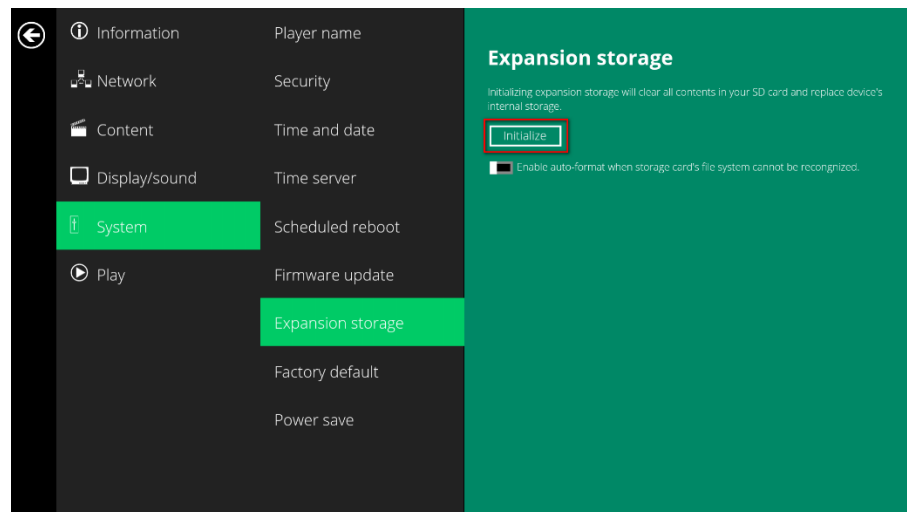 Information
Network
Content
Display/sound
System
Play
Player name
Security
Time and date
Time server
Scheduled reboot
Firmware update
Expansion storage
Factory default
Power save
Expansion storage
Initializing expansion storage will clear all contents in your SD card and replace device's
internal storage.
Initialize
Enable auto-format when storage card's file system cannot be recongnized.